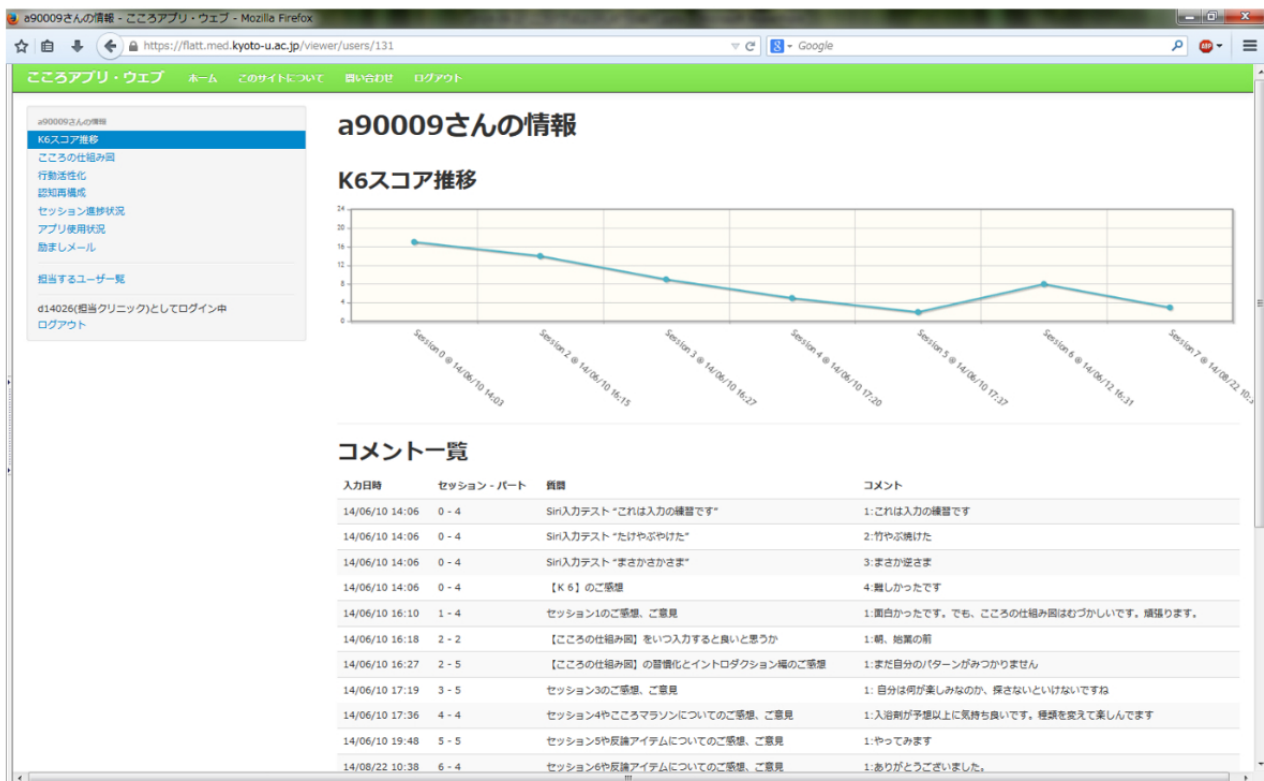 a90009さんの情報 - こころアプリ・ウェブ - Mozilla Firefox
https://flatt.med.kyoto-u.ac.jp/viewer/users/131
Google
ABP
こころアプリ・ウェブ ホーム このサイトについて 問い合わせ ログアウト
a90009さんの情報
K6スコア推移
こころの仕組み図
行動活性化
認知再構成
セッション進捗状況
アプリ使用状況
励ましメール
担当するユーザー一覧
d14026(担当クリニック)としてログイン中
ログアウト
a90009さんの情報
K6スコア推移
24
20
16
12
8
4
0
Session 0 @ 14/06/10 14:03
Session 2 @ 14/06/10 16:15
Session 3 @ 14/06/10 16:27
Session 4 @ 14/06/10 17:20
Session 5 @ 14/06/10 17:37
Session 6 @ 14/06/12 16:31
Session 7 @ 14/08/22 10:
コメント一覧
入力日時 セッション - パート 質問 コメント
14/06/10 14:06 0 - 4 Siri入力テスト "これは入力の練習です" 1:これは入力の練習です
14/06/10 14:06 0 - 4 Siri入力テスト "たけやぶやけた" 2:竹やぶ焼けた
14/06/10 14:06 0 - 4 Siri入力テスト "まさかさかさま" 3:まさか逆さま
14/06/10 14:06 0 - 4 【K 6】のご感想 4:難しかったです
14/06/10 16:10 1 - 4 セッション1のご感想、ご意見 1:面白かったです。でも、こころの仕組み図はむづかしいです。頑張ります。
14/06/10 16:18 2 - 2 【こころの仕組み図】をいつ入力すると良いと思うか 1:朝、始業の前
14/06/10 16:27 2 - 5 【こころの仕組み図】の習慣化とイントロダクション編のご感想 1:まだ自分のパターンがみつかりません
14/06/10 17:19 3 - 5 セッション3のご感想、ご意見 1: 自分は何が楽しみなのか、探さないといけないですね
14/06/10 17:36 4 - 4 セッション4やこころマラソンについてのご感想、ご意見 1:入浴剤が予想以上に気持ち良いです。種類を変えて楽しんでます
14/06/10 19:48 5 - 5 セッション5や反論アイテムについてのご感想、ご意見 1:やってみます
14/08/22 10:38 6 - 4 セッション6や反論アイテムについてのご感想、ご意見 1:ありがとうございました。